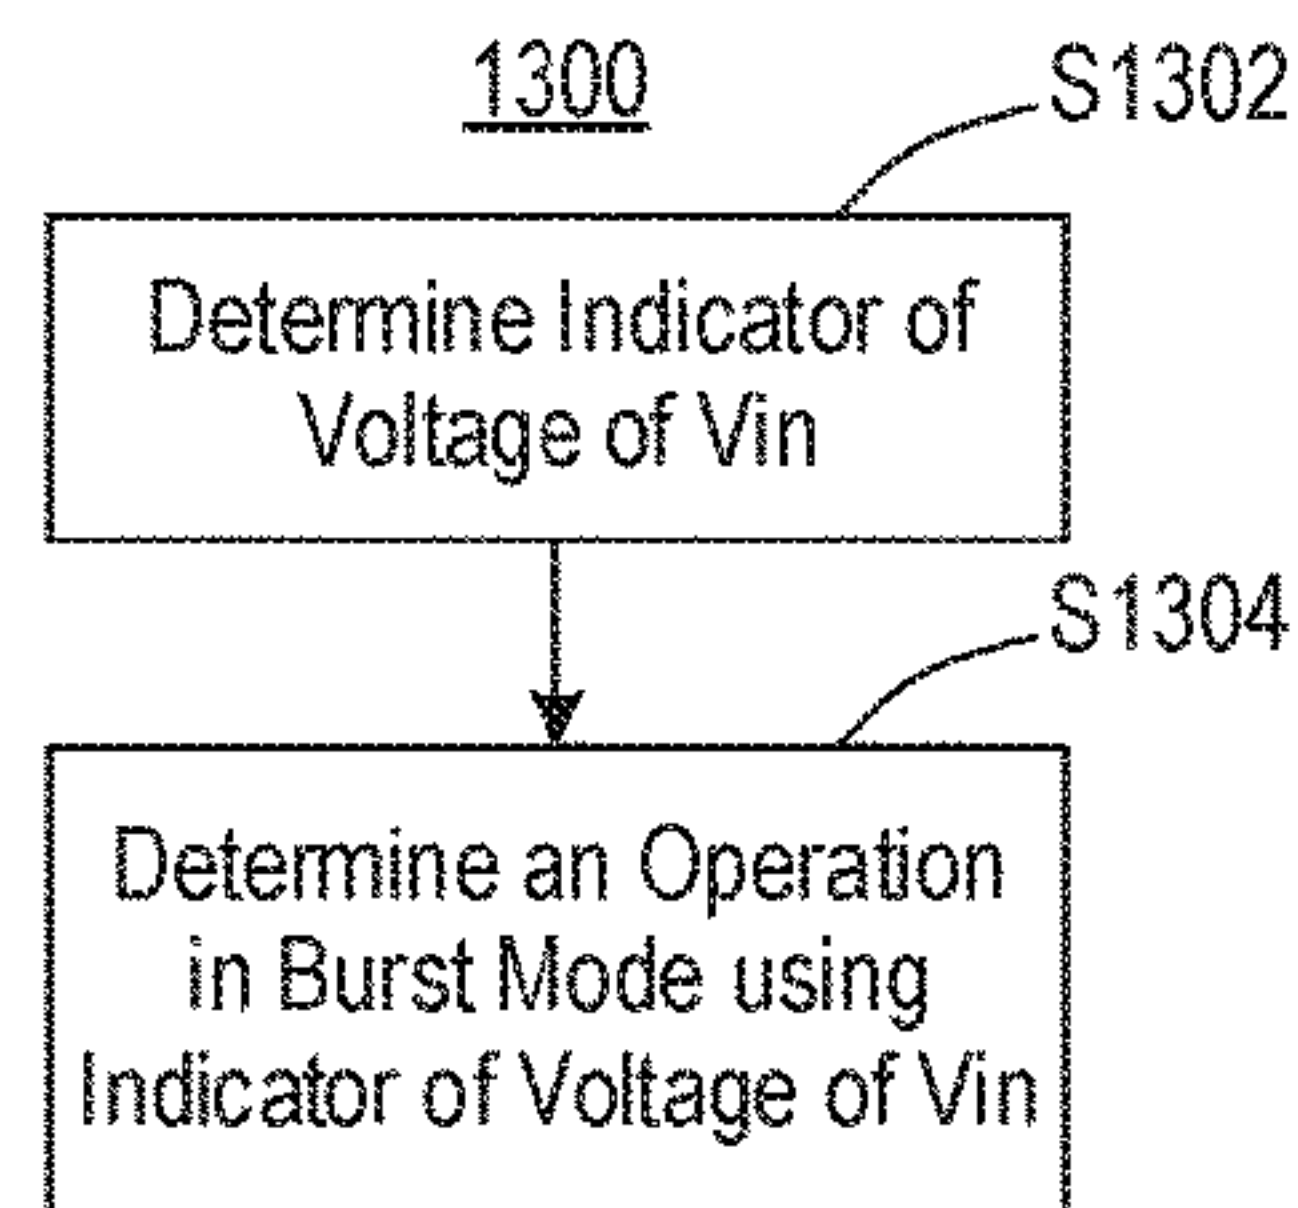 1300
S1302
Determine Indicator of
Voltage of Vin
S1304
Determine an Operation
in Burst Mode using
Indicator of Voltage of Vin